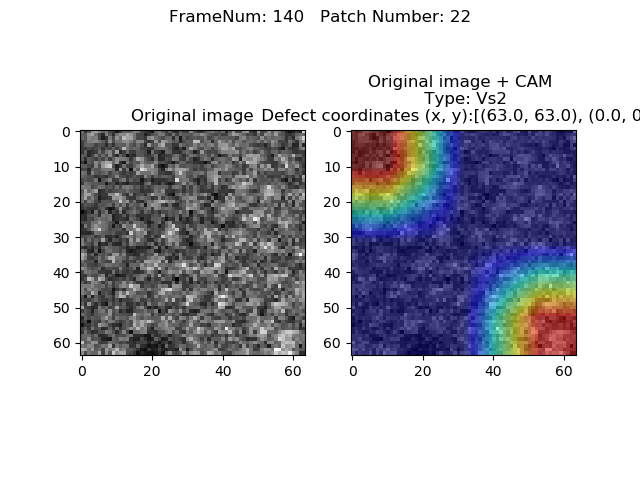 FrameNum: 140   Patch Number: 22
Original image + CAM
Type: Vs2
Original image
Defect coordinates (x, y):[(63.0, 63.0), (0.0, 0
0
10
20
30
40
50
60
0 20 40 60
0
10
20
30
40
50
60
0 20 40 60